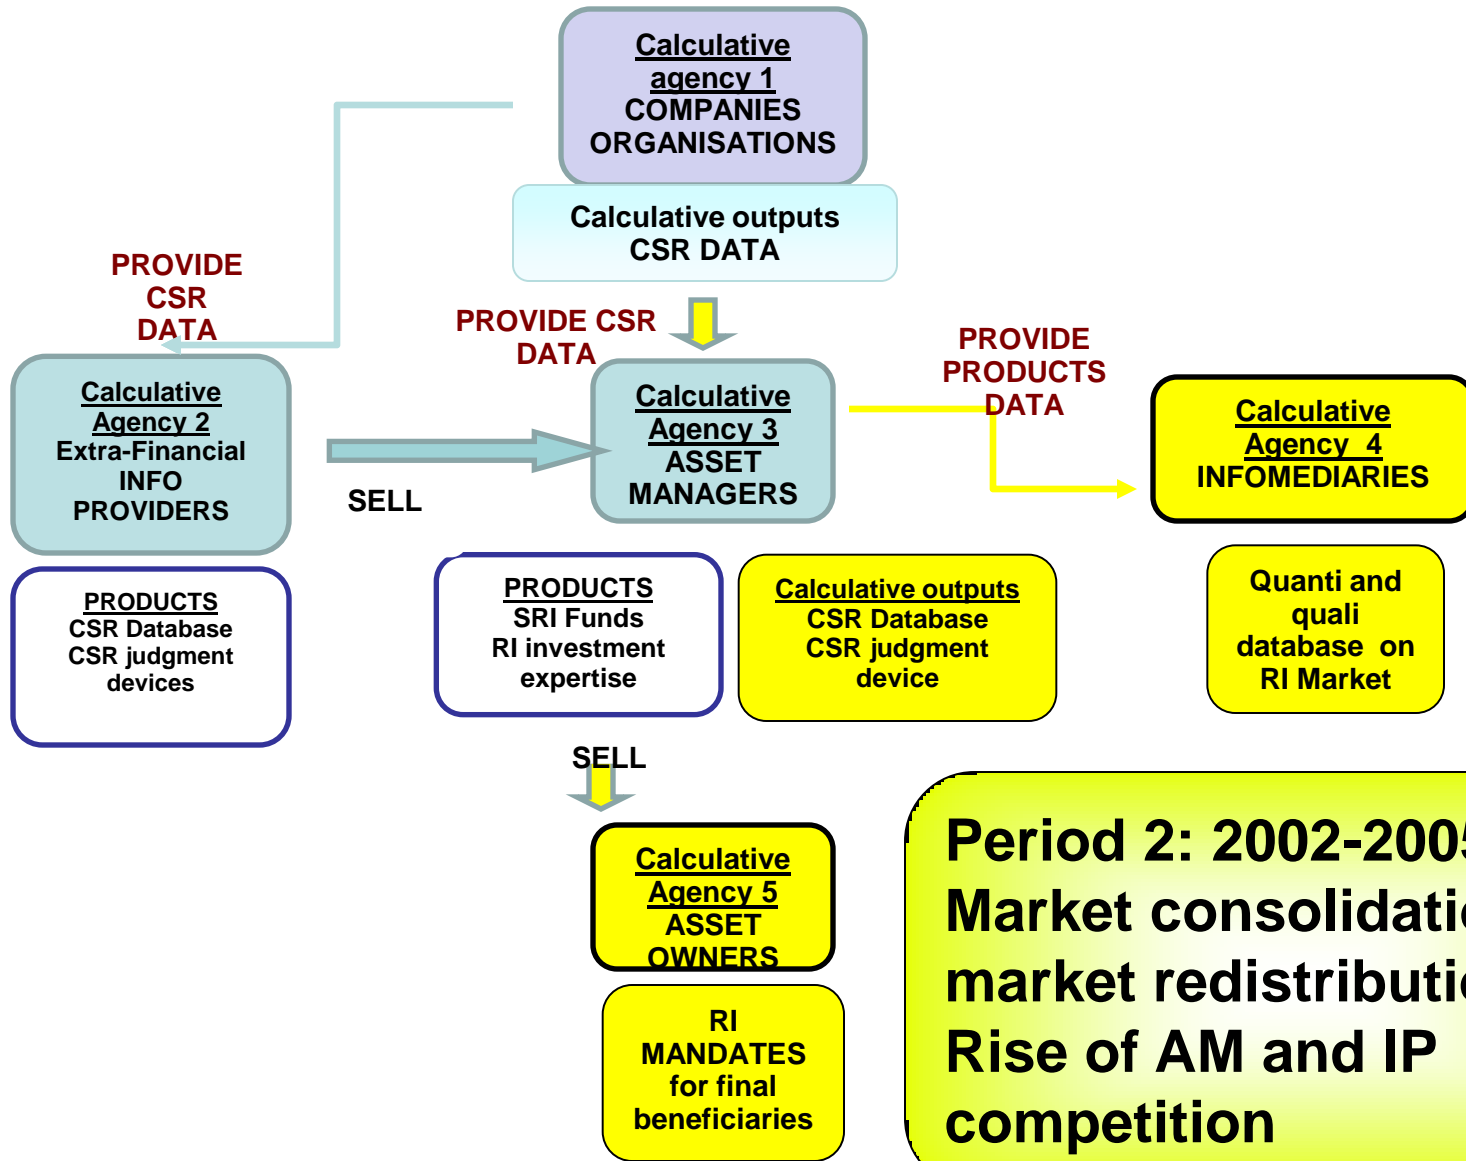 Calculative
agency 1
COMPANIES
ORGANISATIONS
Calculative outputs
CSR DATA
PROVIDE
CSR
DATA
PROVIDE CSR
DATA
PROVIDE
PRODUCTS
DATA
Calculative
Agency 2
Extra-Financial
INFO
PROVIDERS
SELL
Calculative
Agency 3
ASSET
MANAGERS
Calculative
Agency 4
INFOMEDIARIES
PRODUCTS
CSR Database
CSR judgment
devices
PRODUCTS
SRI Funds
RI investment
expertise
Calculative outputs
CSR Database
CSR judgment
device
Quanti and
quali
database on
RI Market
SELL
Calculative
Agency 5
ASSET
OWNERS
RI
MANDATES
for final
beneficiaries
Period 2: 2002-2005
Market consolidatio
market redistributio
Rise of AM and IP
competition